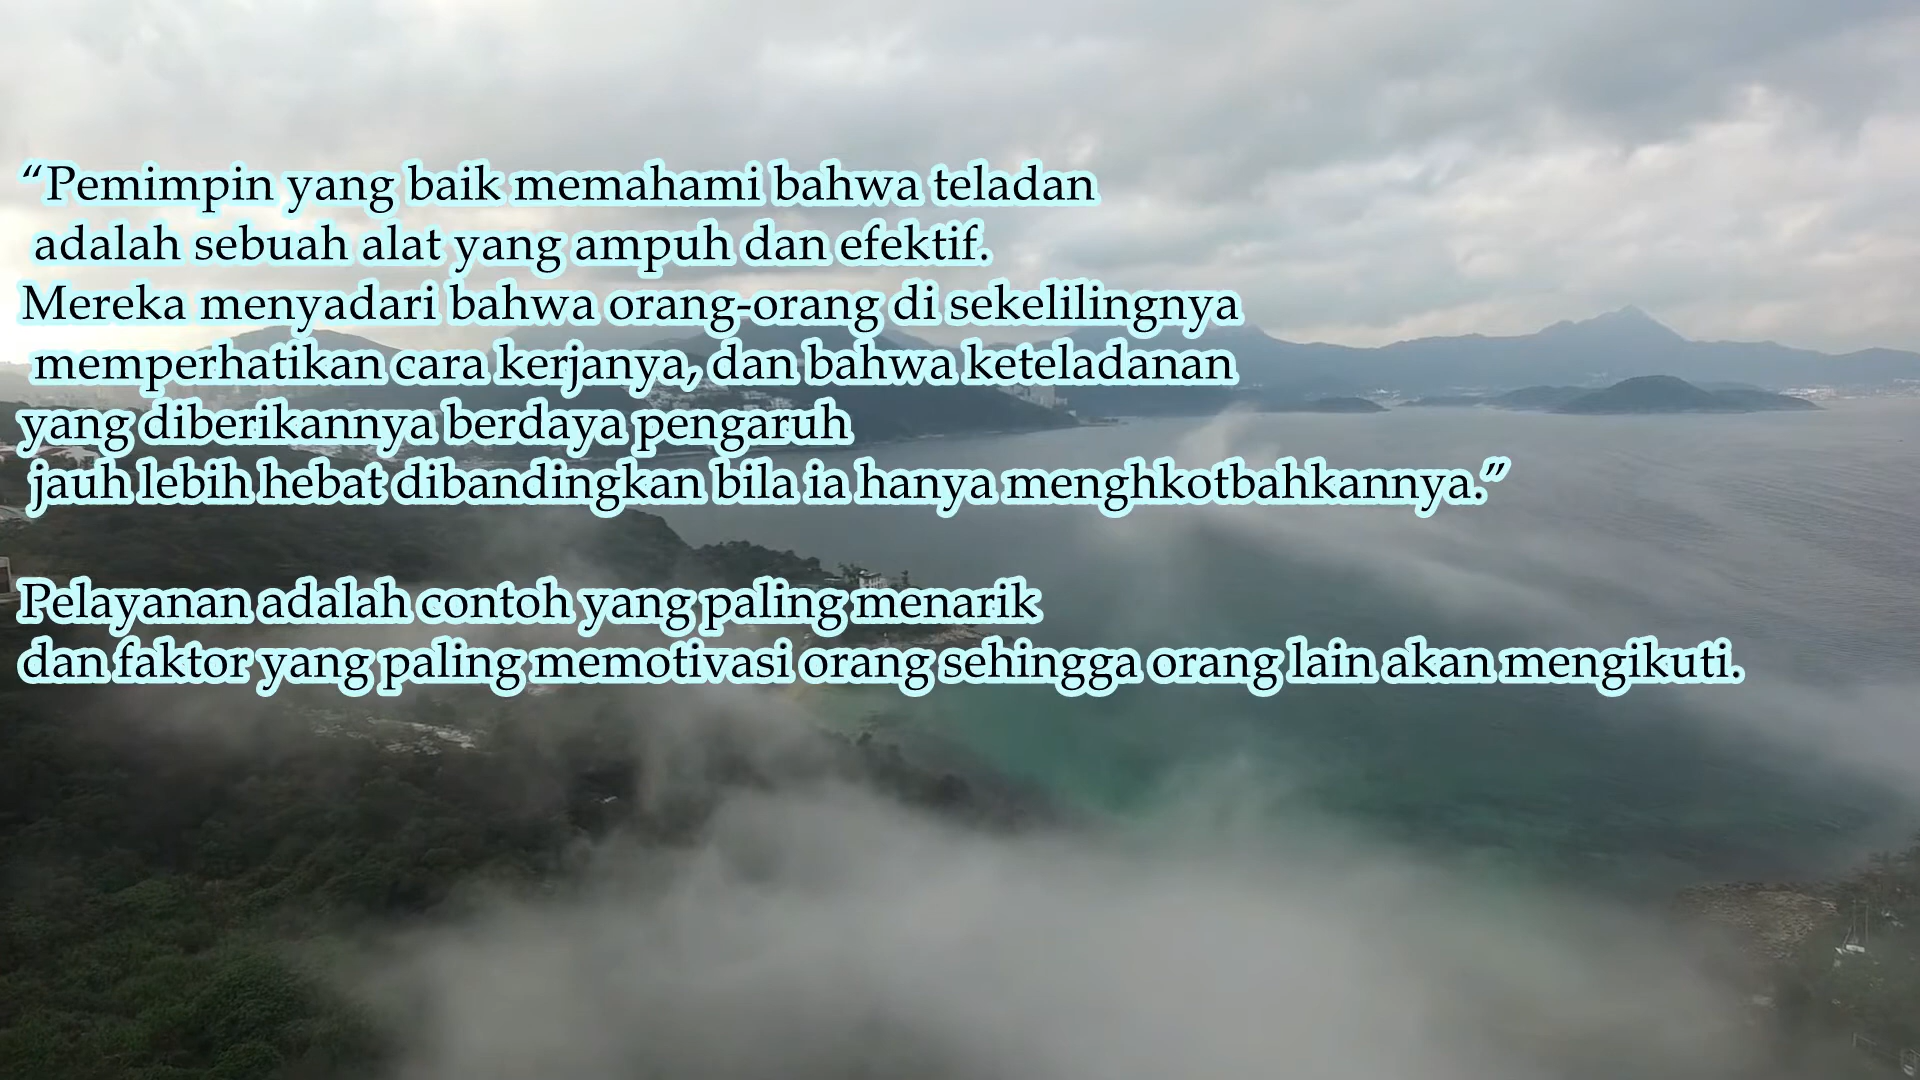 “Pemimpin yang baik memahami bahwa teladan
adalah sebuah alat yang ampuh dan efektif.
Mereka menyadari bahwa orang-orang di sekelilingnya
memperhatikan cara kerjanya, dan bahwa keteladanan
yang diberikannya berdaya pengaruh
jauh lebih hebat dibandingkan bila ia hanya menghkotbahkannya.”
Pelayanan adalah contoh yang paling menarik
dan faktor yang paling memotivasi orang sehingga orang lain akan mengikuti.